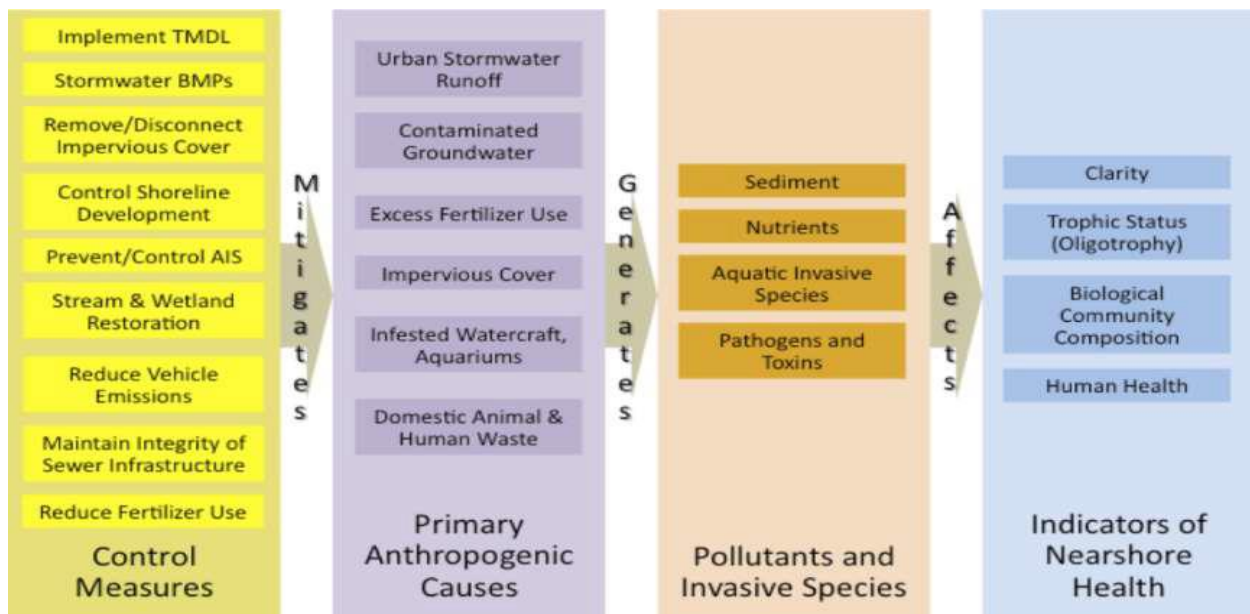 Implement TMDL
Stormwater BMPs
Remove/Disconnect
Impervious Cover
Control Shoreline
Development
Prevent/Control AIS
Stream & Wetland
Restoration
Reduce Vehicle
Emissions
Maintain Integrity of
Sewer Infrastructure
Reduce Fertilizer Use
Control
Measures
Mitigates
Urban Stormwater
Runoff
Contaminated
Groundwater
Excess Fertilizer Use
Impervious Cover
Infested Watercraft,
Aquariums
Domestic Animal &
Human Waste
Primary
Anthropogenic
Causes
Generates
Sediment
Nutrients
Aquatic Invasive
Species
Pathogens and
Toxins
Pollutants and
Invasive Species
Affects
Clarity
Trophic Status
(Oligotrophy)
Biological
Community
Composition
Human Health
Indicators of
Nearshore
Health